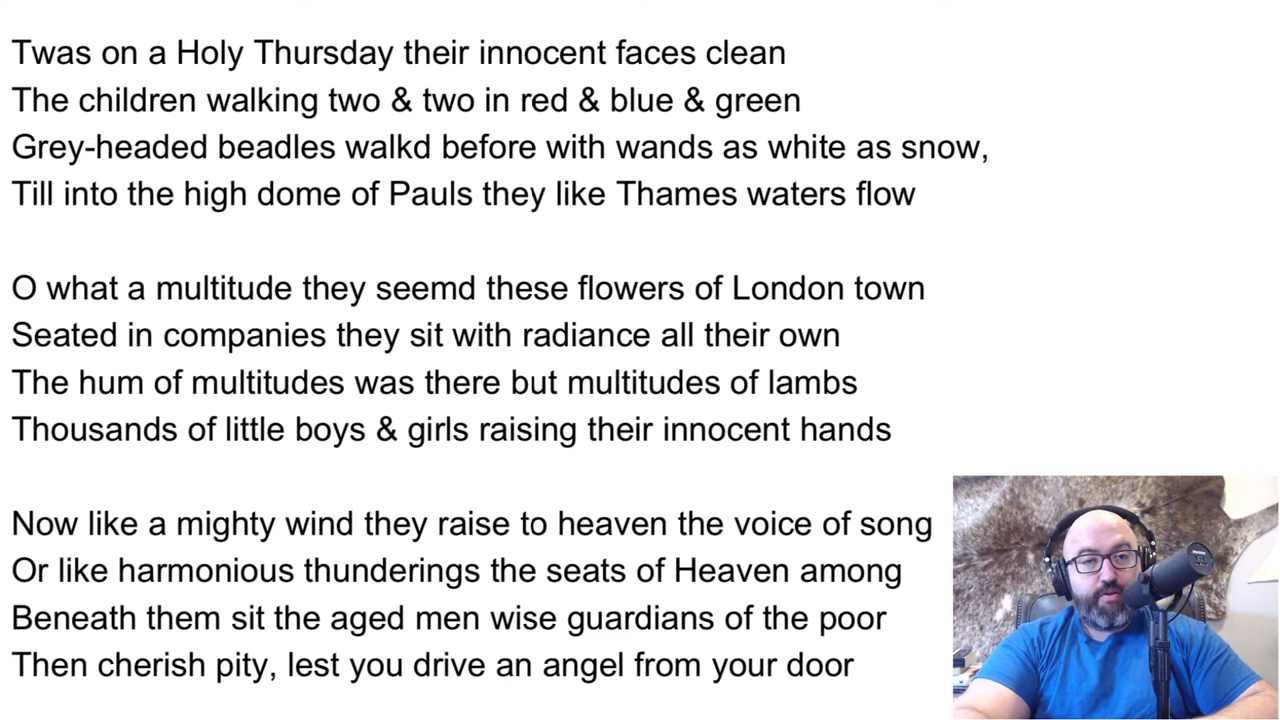 Twas on a Holy Thursday their innocent faces clean
The children walking two & two in red & blue & green
Grey-headed beadles walkd before with wands as white as snow,
Till into the high dome of Pauls they like Thames waters flow
O what a multitude they seemd these flowers of London town
Seated in companies they sit with radiance all their own
The hum of multitudes was there but multitudes of lambs
Thousands of little boys & girls raising their innocent hands
Now like a mighty wind they raise to heaven the voice of song
Or like harmonious thunderings the seats of Heaven among
Beneath them sit the aged men wise guardians of the poor
Then cherish pity, lest you drive an angel from your door